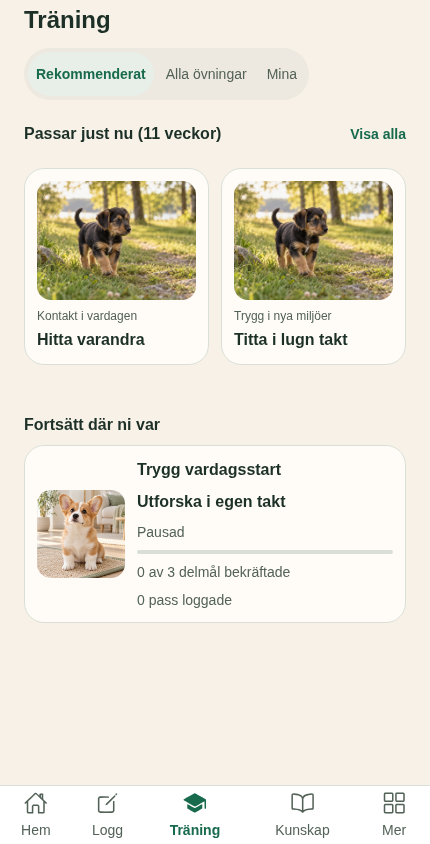 Träning
Rekommenderat Alla övningar Mina
Passar just nu (11 veckor) Visa alla
Kontakt i vardagen
Hitta varandra
Trygg i nya miljöer
Titta i lugn takt
Fortsätt där ni var
Trygg vardagsstart
Utforska i egen takt
Pausad
0 av 3 delmål bekräftade
0 pass loggade
Hem Logg Träning Kunskap Mer